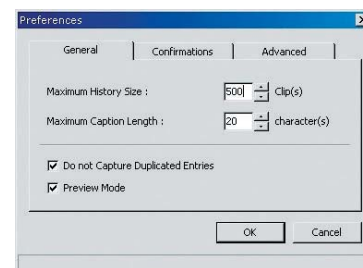 Preferences
General Confirmations Advanced
Maximum History Size : 500 Clip(s)
Maximum Caption Length : 20 character(s)
Do not Capture Duplicated Entries
Preview Mode
OK Cancel